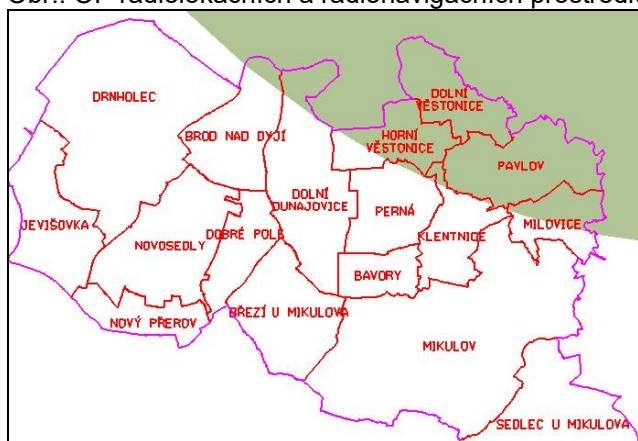 Obr.: OP radiolokačních a radionavigačních prostředků
DRNHOLEC
DOLNÍ
VĚSTONICE
BROD NAD DYJÍ
HORNÍ
VĚSTONICE
PAVLOV
DOLNÍ
DUNAJOVICE
PERNÁ
JEVIŠOVKA
NOVOSEDLY
DOBRÉ POLE
KLENTNICE
MILOVICE
BAVORY
NOVÝ PŘEROV
BŘEZÍ U MIKULOVA
MIKULOV
SEDLEC U MIKULOVA